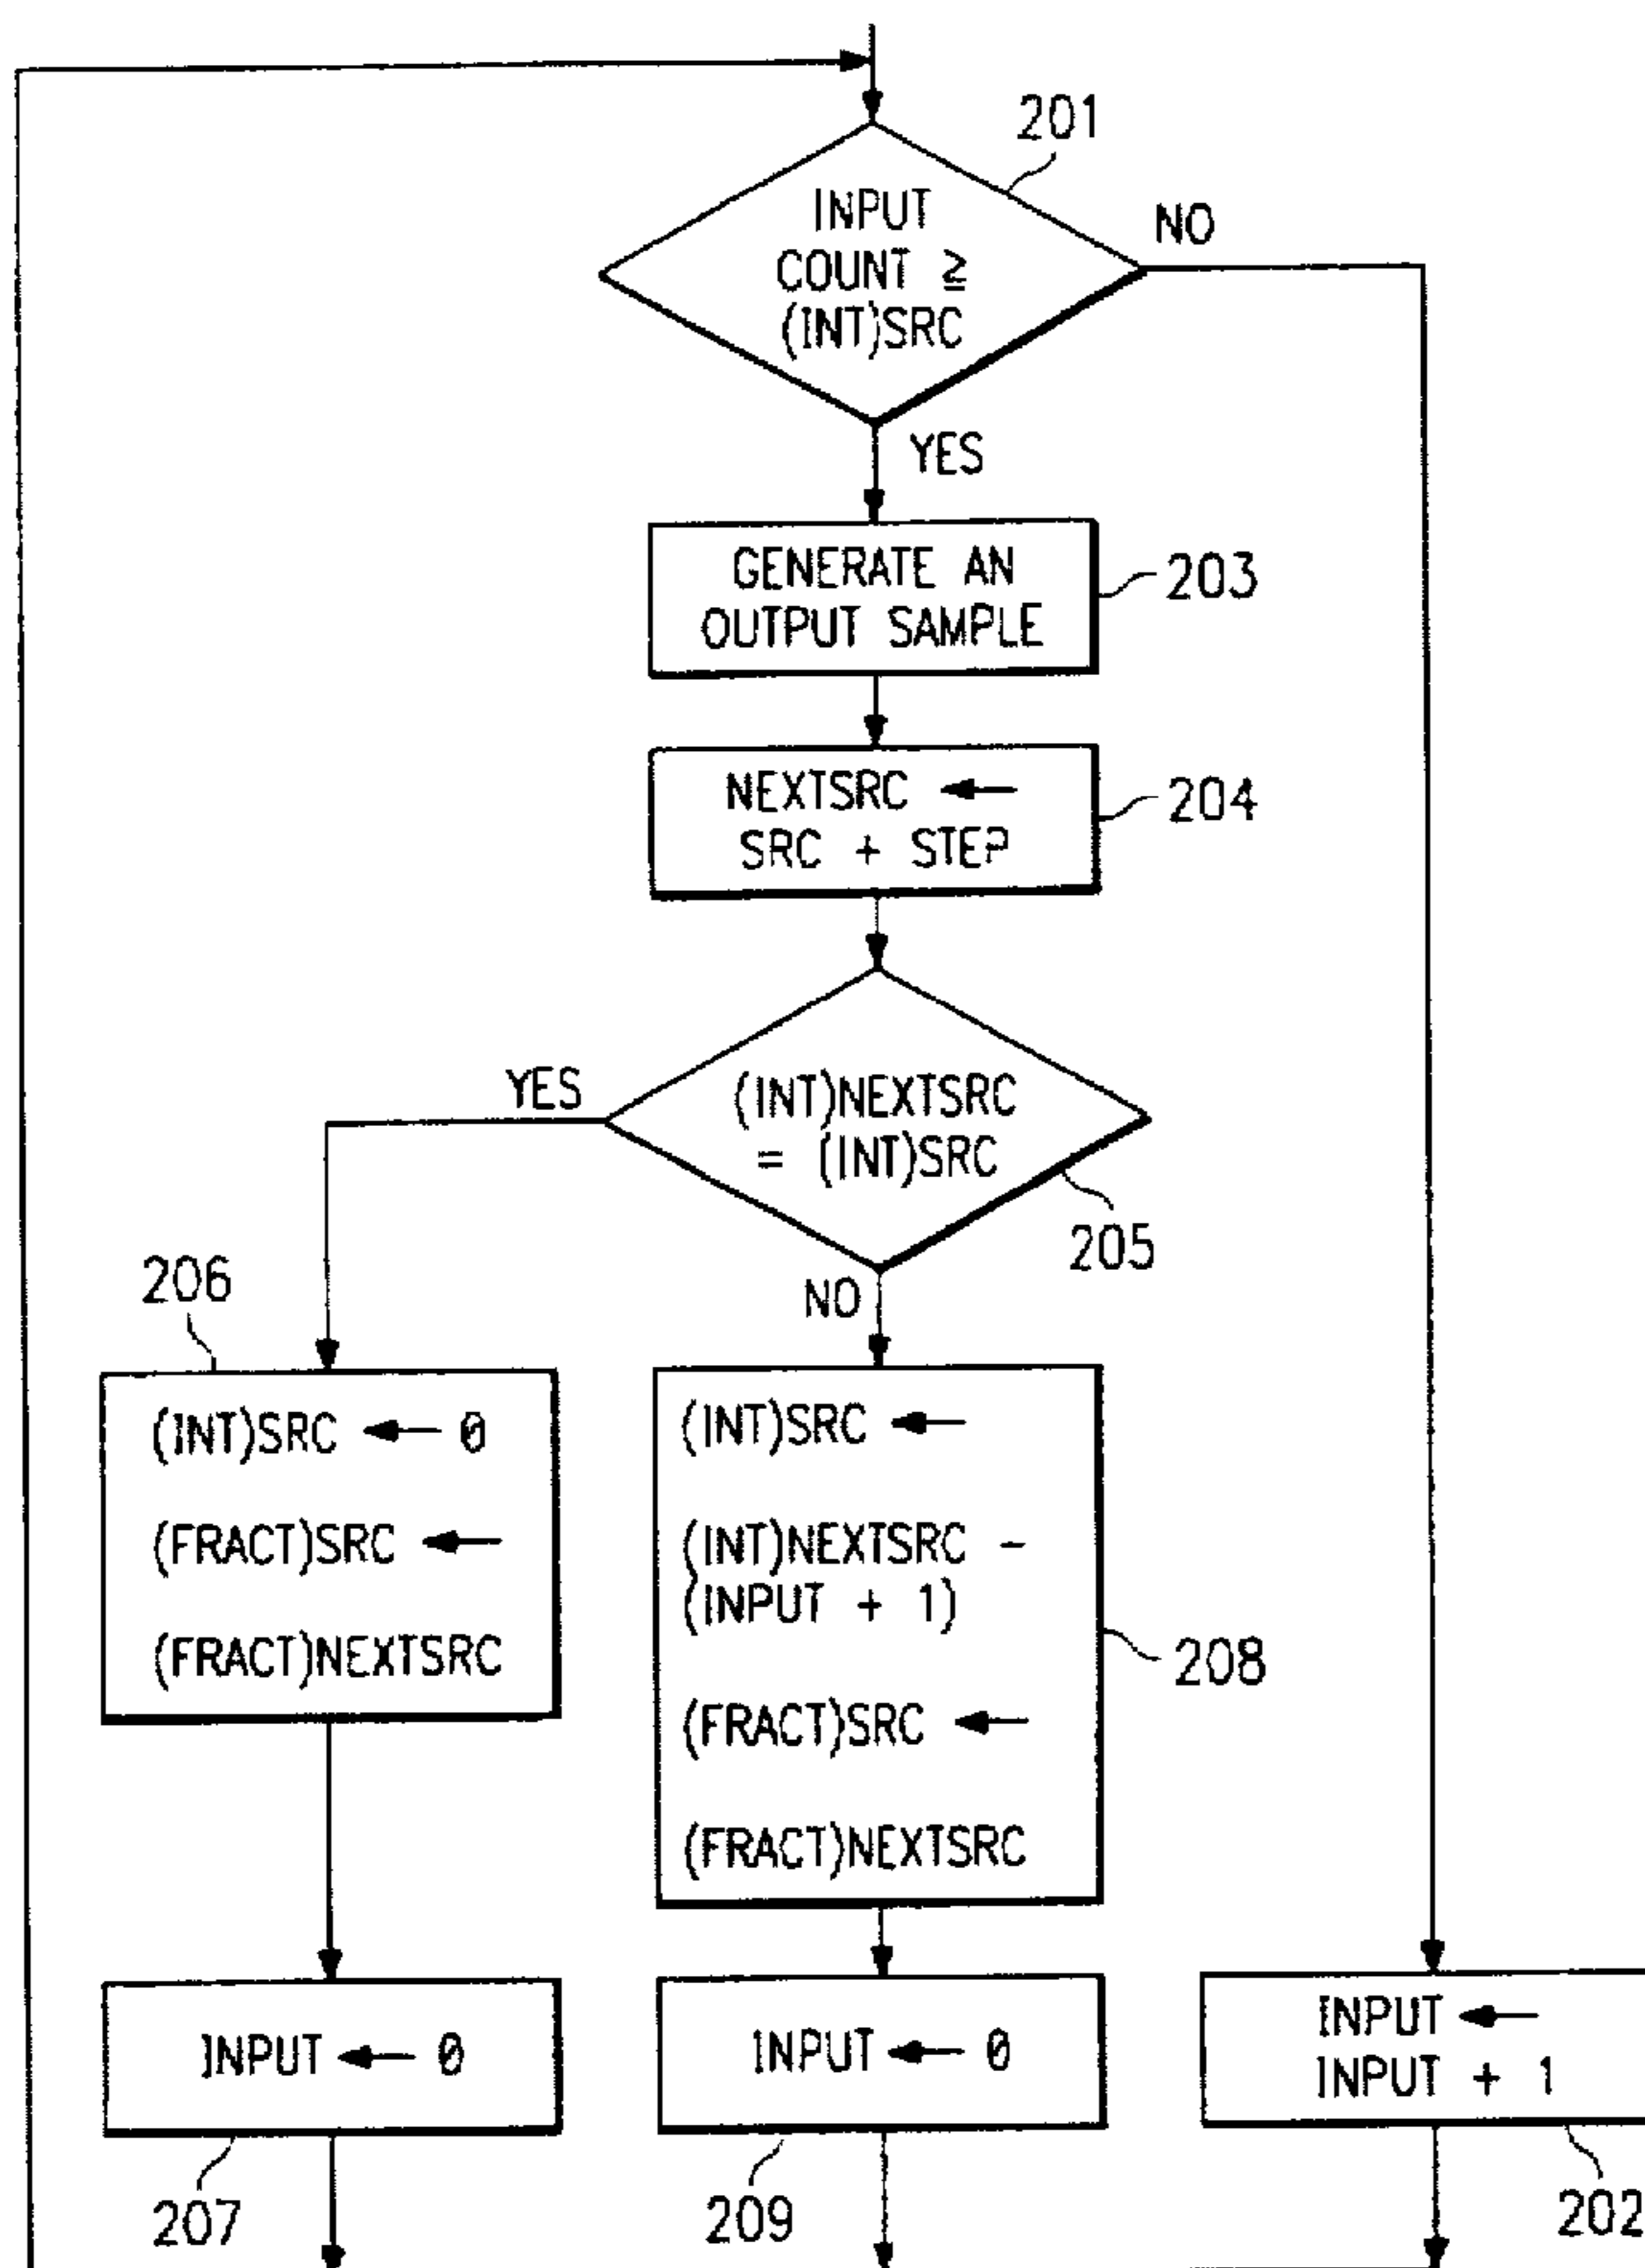 201
INPUT
COUNT ≥
(INT)SRC
NO
YES
GENERATE AN
OUTPUT SAMPLE
203
NEXTSRC ←
SRC + STEP
204
YES
(INT)NEXTSRC
= (INT)SRC
205
NO
206
(INT)SRC ← 0
(FRACT)SRC ←
(FRACT)NEXTSRC
(INT)SRC ←
(INT)NEXTSRC -
(INPUT + 1)
(FRACT)SRC ←
(FRACT)NEXTSRC
208
INPUT ← 0
207
INPUT ← 0
209
INPUT ←
INPUT + 1
202